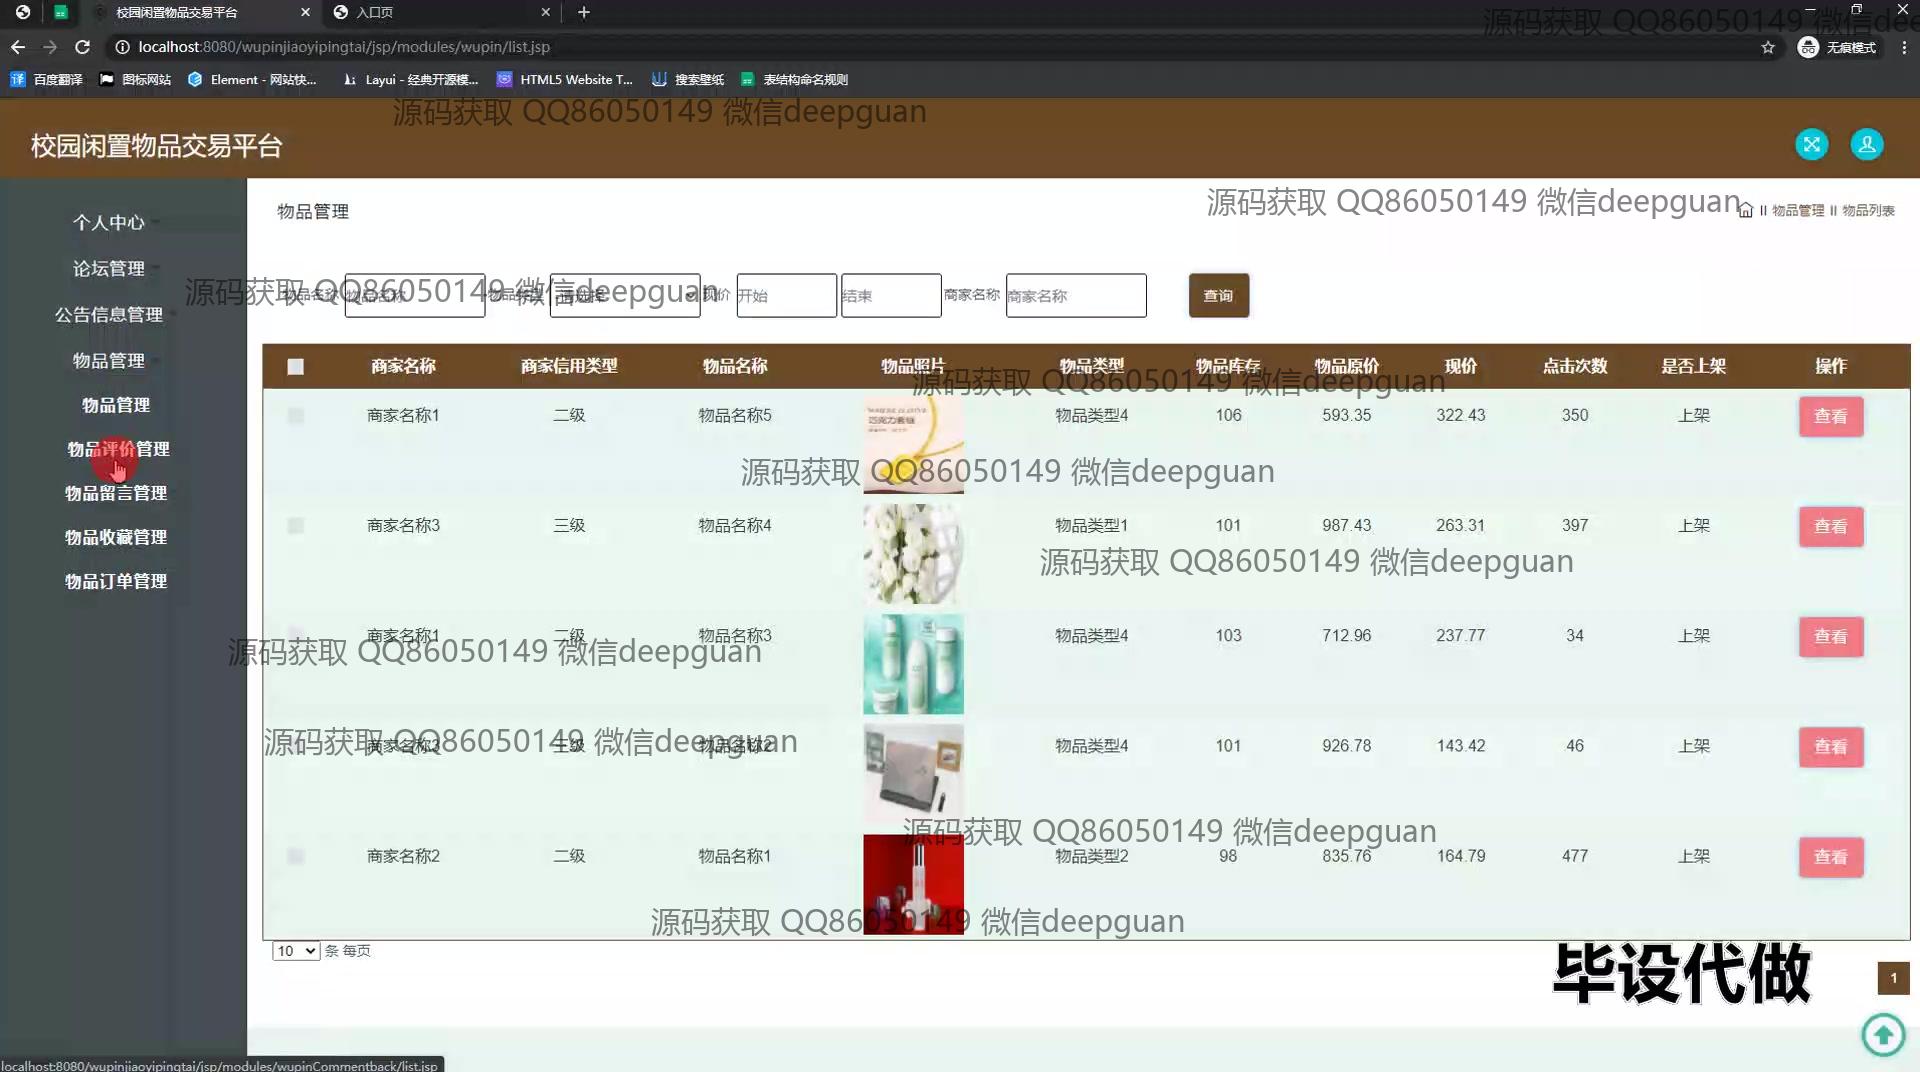 校园闲置物品交易平台
入口页
localhost:8080/wupinjiaoyipingtai/jsp/modules/wupin/list.jsp
无痕模式
百度翻译
图标网站
Element - 网站快...
Layui - 经典开源模...
HTML5 Website T...
搜索壁纸
表结构命名规则
源码获取 QQ86050149 微信dee
源码获取 QQ86050149 微信deepguan
校园闲置物品交易平台
个人中心
论坛管理
公告信息管理
物品管理
物品管理
物品评价管理
物品留言管理
物品收藏管理
物品订单管理
物品管理
源码获取 QQ86050149 微信deepguan
物品管理 物品列表
源码获取 QQ86050149 微信deepguan
物品名称 物品名称 现价 开始 结束 商家名称 商家名称 查询
商家名称 商家信用类型 物品名称 物品照片 物品类型 物品库存 物品原价 现价 点击次数 是否上架 操作
源码获取 QQ86050149 微信deepguan
商家名称1 二级 物品名称5 物品类型4 106 593.35 322.43 350 上架 查看
巧克力套链
源码获取 QQ86050149 微信deepguan
商家名称3 三级 物品名称4 物品类型1 101 987.43 263.31 397 上架 查看
源码获取 QQ86050149 微信deepguan
商家名称1 二级 物品名称3 物品类型4 103 712.96 237.77 34 上架 查看
源码获取 QQ86050149 微信deepguan
商家名称3 三级 物品名称2 物品类型4 101 926.78 143.42 46 上架 查看
源码获取 QQ86050149 微信deepguan
源码获取 QQ86050149 微信deepguan
商家名称2 二级 物品名称1 物品类型2 98 835.76 164.79 477 上架 查看
源码获取 QQ86050149 微信deepguan
10 条 每页
毕设代做
1
localhost:8080/wupinjiaoyipingtai/jsp/modules/wupinCommentback/list.jsp